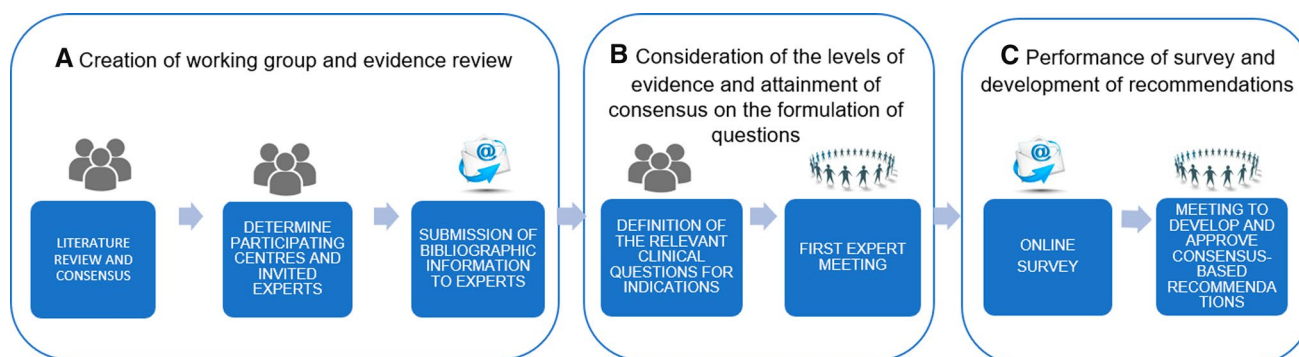 A Creation of working group and evidence review
LITERATURE
REVIEW AND
CONSENSUS
DETERMINE
PARTICIPATING
CENTRES AND
INVITED
EXPERTS
@
SUBMISSION OF
BIBLIOGRAPHIC
INFORMATION
TO EXPERTS
B Consideration of the levels of
evidence and attainment of
consensus on the formulation of
questions
DEFINITION OF
THE RELEVANT
CLINICAL
QUESTIONS FOR
INDICATIONS
FIRST EXPERT
MEETING
C Performance of survey and
development of recommendations
@
ONLINE
SURVEY
MEETING TO
DEVELOP AND
APPROVE
CONSENSUS-
BASED
RECOMMENDA
TIONS